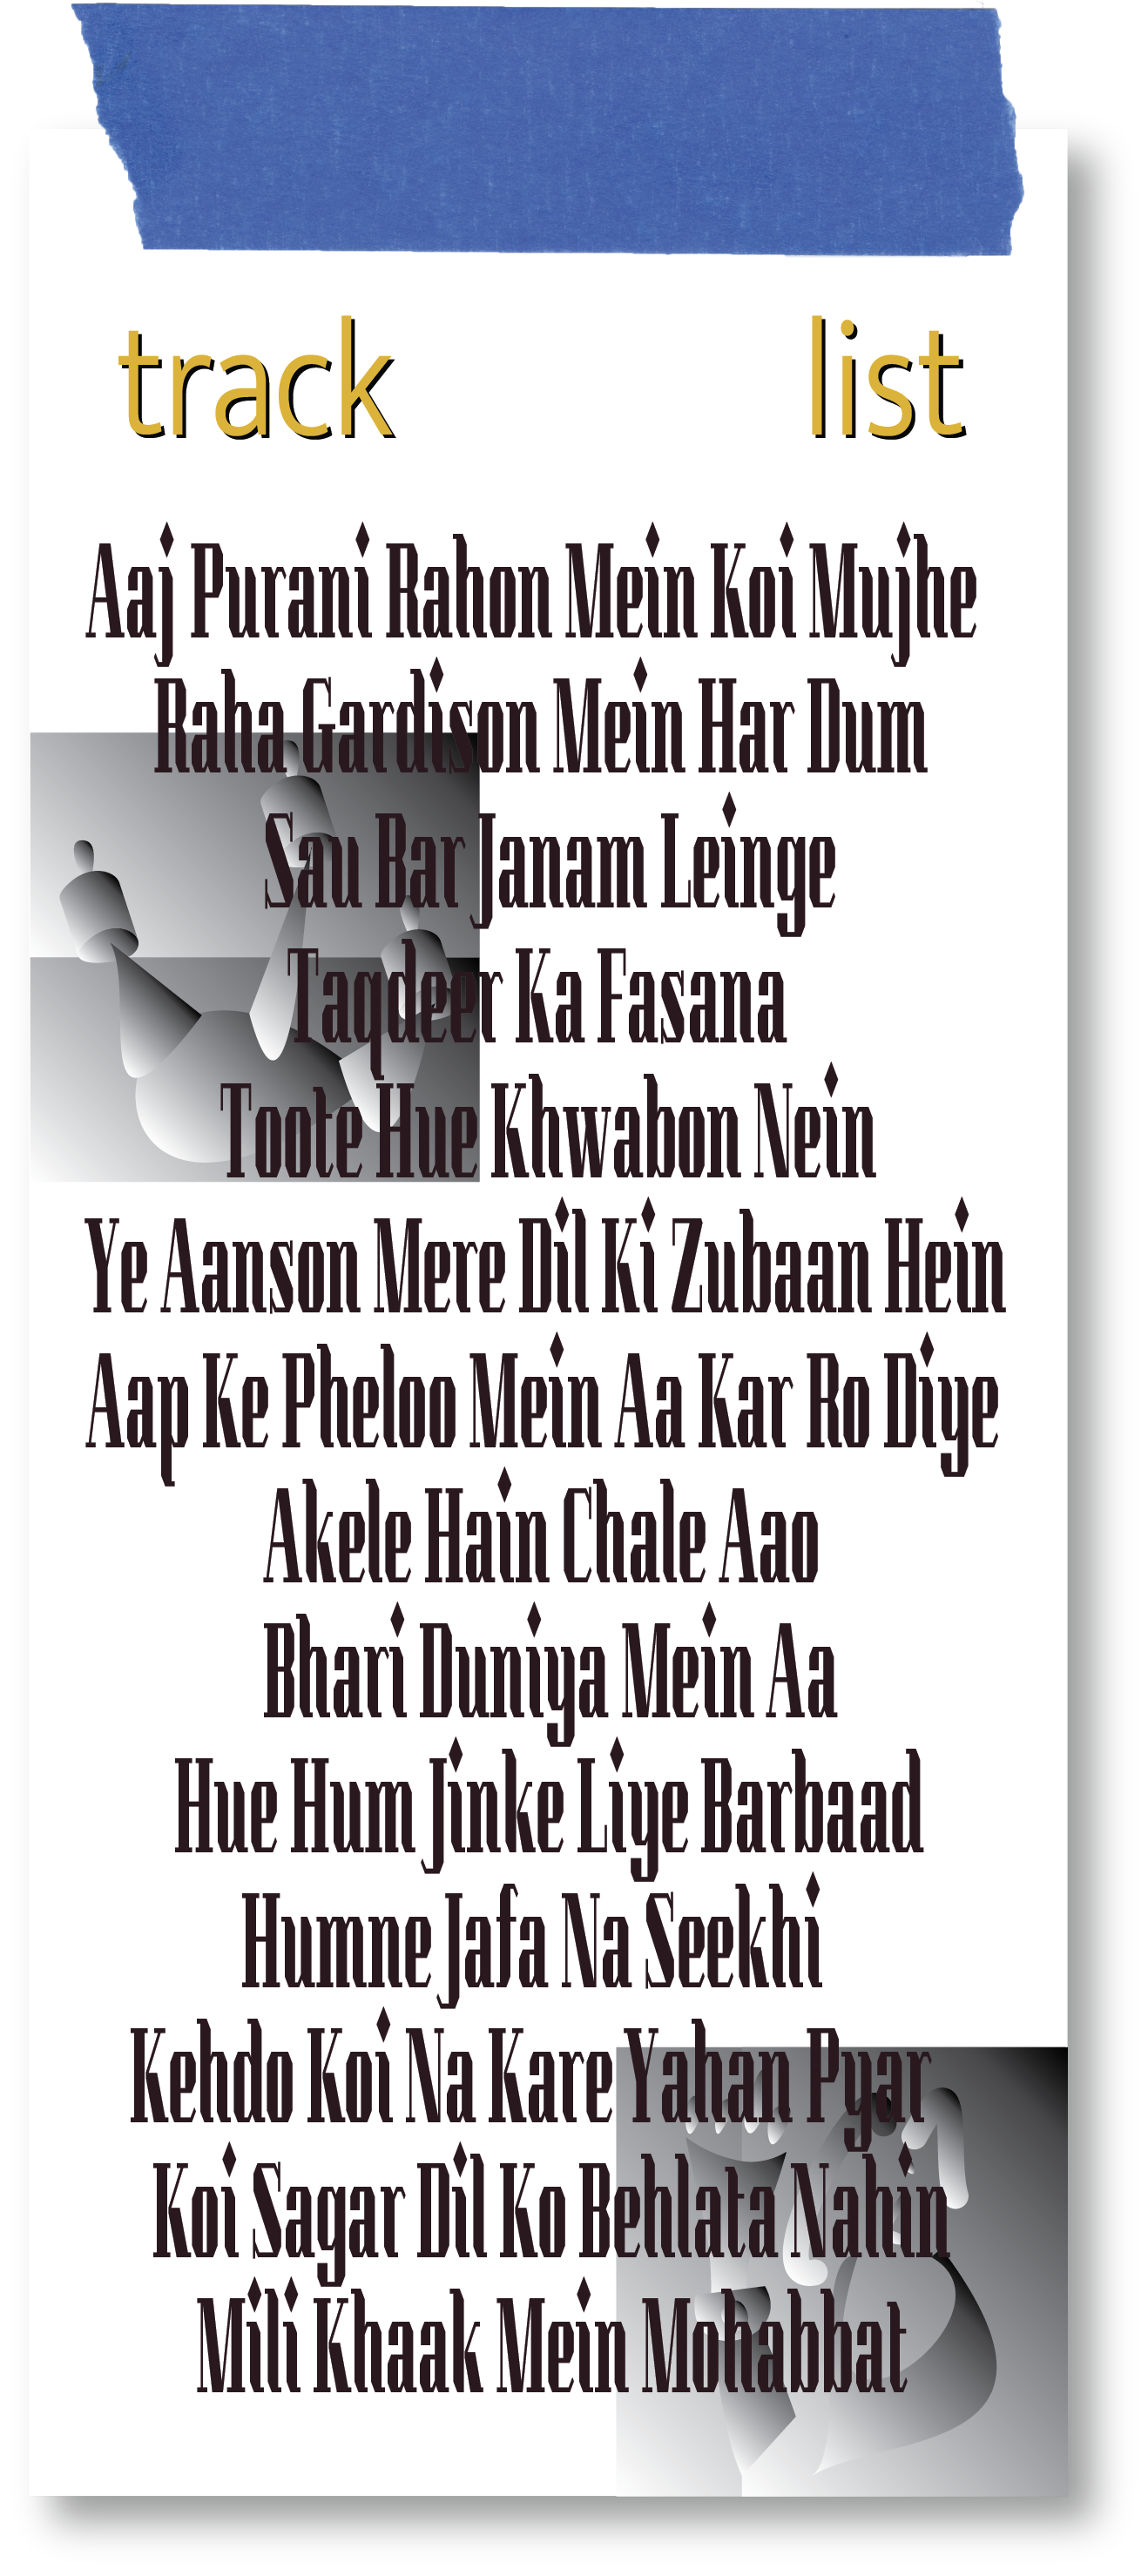 track list
Aaj Purani Rahon Mein Koi Mujhe
Raha Gardison Mein Har Dum
Sau Bar Janam Leinge
Taqdeer Ka Fasana
Toote Hue Khwabon Nein
Ye Aanson Mere Dil Ki Zubaan Hein
Aap Ke Pheloo Mein Aa Kar Ro Diye
Akele Hain Chale Aao
Bhari Duniya Mein Aa
Hue Hum Jinke Liye Barbaad
Humne Jafa Na Seekhi
Kehdo Koi Na Kare Yahan Pyar
Koi Sagar Dil Ko Behlata Nahin
Mili Khaak Mein Mohabbat